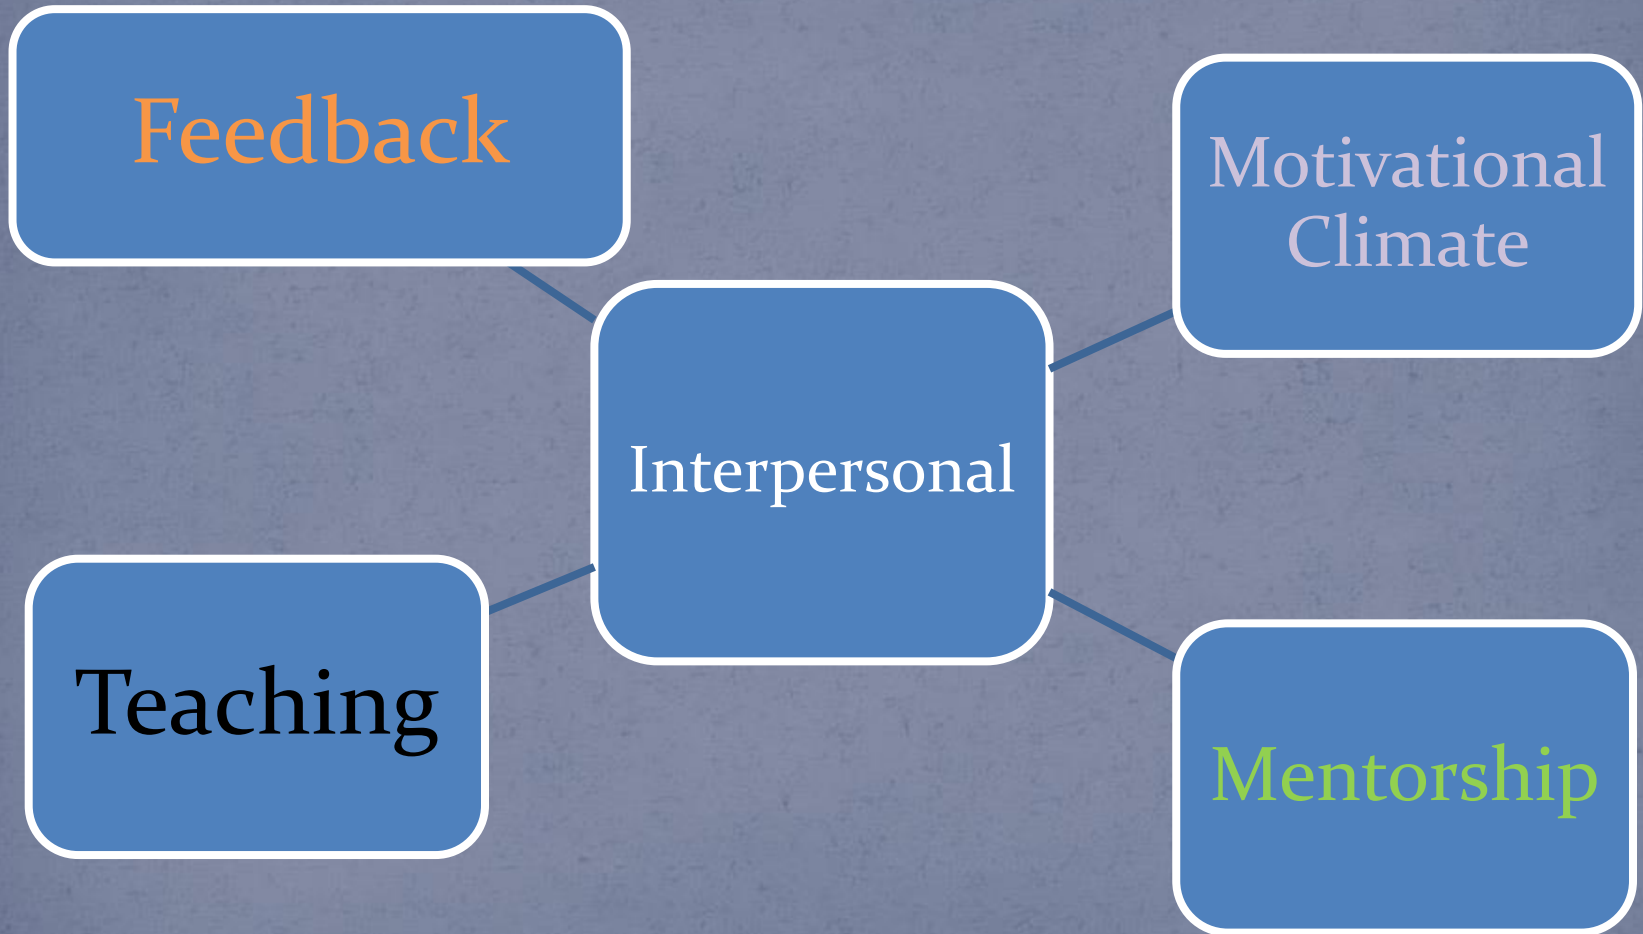 Feedback
Motivational
Climate
Interpersonal
Teaching
Mentorship